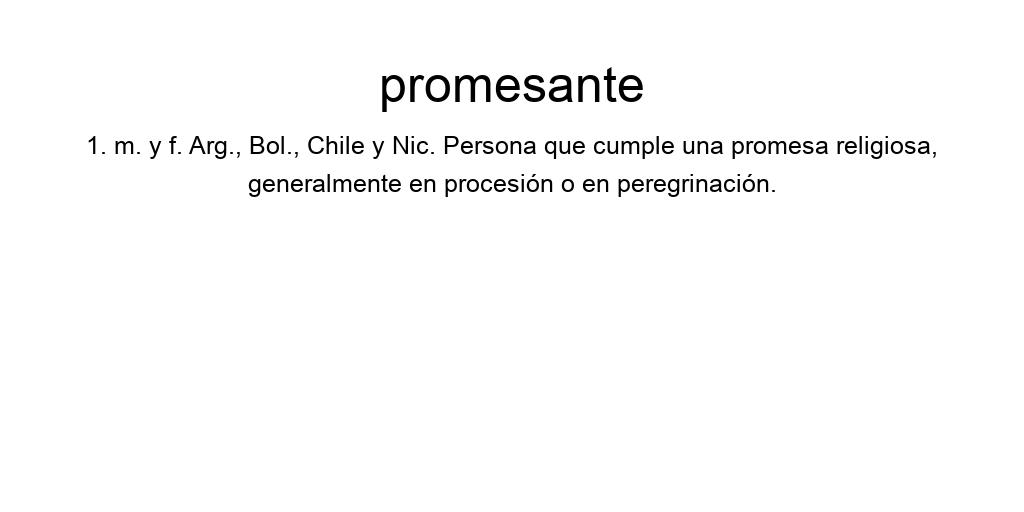 promesante
1. m. y f. Arg., Bol., Chile y Nic. Persona que cumple una promesa religiosa,
generalmente en procesión o en peregrinación.